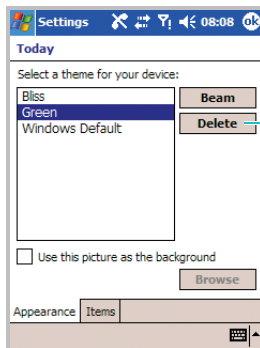 Settings 08:08 ok
Today
Select a theme for your device:
Bliss
Green
Windows Default
Beam
Delete
Use this picture as the background
Browse
Appearance Items